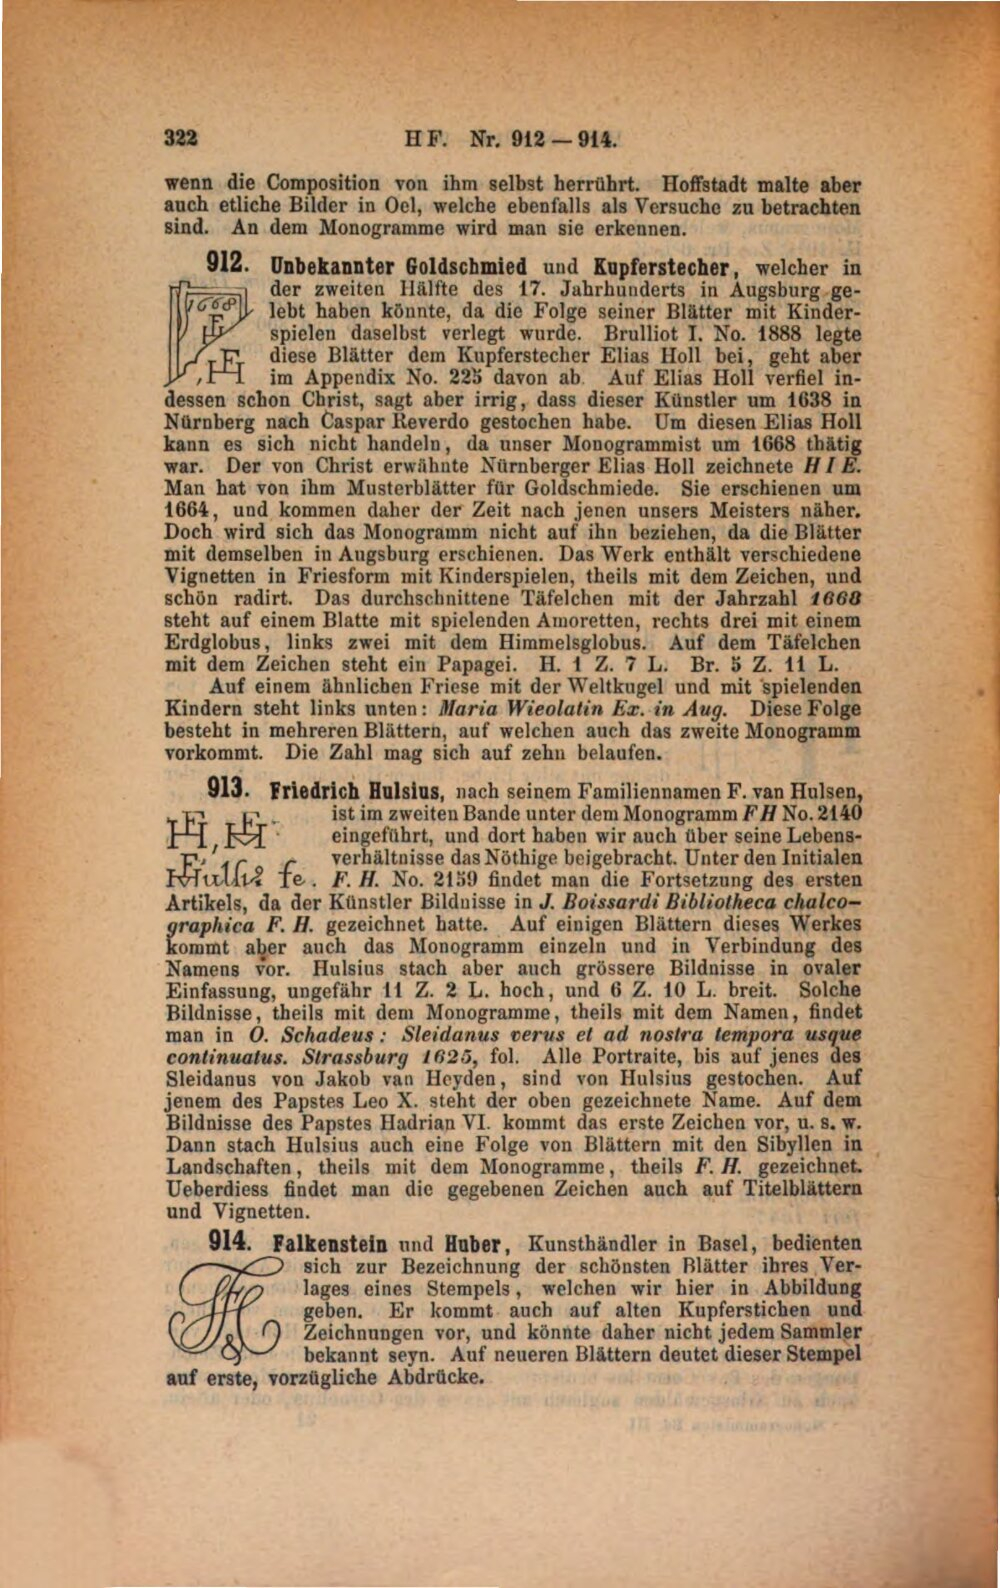 322 HF. Nr. 912 — 914.
wenn die Composition von ihm selbst herrührt. Hoffstadt malte aber
auch etliche Bilder in Oel, welche ebenfalls als Versuche zu betrachten
sind. An dem Monogramme wird man sie erkennen.
912. Unbekannter Goldschmied und Kupferstecher, welcher in
der zweiten Hälfte des 17. Jahrhunderts in Augsburg ge-
1668 lebt haben könnte, da die Folge seiner Blätter mit Kinder-
spielen daselbst verlegt wurde. Brulliot I. No. 1888 legte
diese Blätter dem Kupferstecher Elias Holl bei, geht aber
im Appendix No. 225 davon ab. Auf Elias Holl verfiel in-
dessen schon Christ, sagt aber irrig, dass dieser Künstler um 1638 in
Nürnberg nach Caspar Reverdo gestochen habe. Um diesen Elias Holl
kann es sich nicht handeln, da unser Monogrammist um 1668 thätig
war. Der von Christ erwähnte Nürnberger Elias Holl zeichnete H I E.
Man hat von ihm Musterblätter für Goldschmiede. Sie erschienen um
1664, und kommen daher der Zeit nach jenen unsers Meisters näher.
Doch wird sich das Monogramm nicht auf ihn beziehen, da die Blätter
mit demselben in Augsburg erschienen. Das Werk enthält verschiedene
Vignetten in Friesform mit Kinderspielen, theils mit dem Zeichen, und
schön radirt. Das durchschnittene Täfelchen mit der Jahrzahl 1668
steht auf einem Blatte mit spielenden Amoretten, rechts drei mit einem
Erdglobus, links zwei mit dem Himmelsglobus. Auf dem Täfelchen
mit dem Zeichen steht ein Papagei. H. 1 Z. 7 L. Br. 5 Z. 11 L.
Auf einem ähnlichen Friese mit der Weltkugel und mit spielenden
Kindern steht links unten: Maria Wieolatin Ex. in Aug. Diese Folge
besteht in mehreren Blättern, auf welchen auch das zweite Monogramm
vorkommt. Die Zahl mag sich auf zehn belaufen.
913. Friedrich Hulsius, nach seinem Familiennamen F. van Hulsen,
ist im zweiten Bande unter dem Monogramm F H No. 2140
eingeführt, und dort haben wir auch über seine Lebens-
verhältnisse das Nöthige beigebracht. Unter den Initialen
fe. F. H. No. 2159 findet man die Fortsetzung des ersten
Artikels, da der Künstler Bildnisse in J. Boissardi Bibliotheca chalco-
graphica F. H. gezeichnet hatte. Auf einigen Blättern dieses Werkes
kommt aber auch das Monogramm einzeln und in Verbindung des
Namens vor. Hulsius stach aber auch grössere Bildnisse in ovaler
Einfassung, ungefähr 11 Z. 2 L. hoch, und 6 Z. 10 L. breit. Solche
Bildnisse, theils mit dem Monogramme, theils mit dem Namen, findet
man in O. Schadeus: Sleidanus verus et ad nostra tempora usque
continuatus. Strassburg 1625, fol. Alle Portraite, bis auf jenes des
Sleidanus von Jakob van Heyden, sind von Hulsius gestochen. Auf
jenem des Papstes Leo X. steht der oben gezeichnete Name. Auf dem
Bildnisse des Papstes Hadrian VI. kommt das erste Zeichen vor, u. s. w.
Dann stach Hulsius auch eine Folge von Blättern mit den Sibyllen in
Landschaften, theils mit dem Monogramme, theils F. H. gezeichnet.
Ueberdiess findet man die gegebenen Zeichen auch auf Titelblättern
und Vignetten.
914. Falkenstein und Huber, Kunsthändler in Basel, bedienten
sich zur Bezeichnung der schönsten Blätter ihres Ver-
lages eines Stempels, welchen wir hier in Abbildung
geben. Er kommt auch auf alten Kupferstichen und
Zeichnungen vor, und könnte daher nicht jedem Sammler
bekannt seyn. Auf neueren Blättern deutet dieser Stempel
auf erste, vorzügliche Abdrücke.